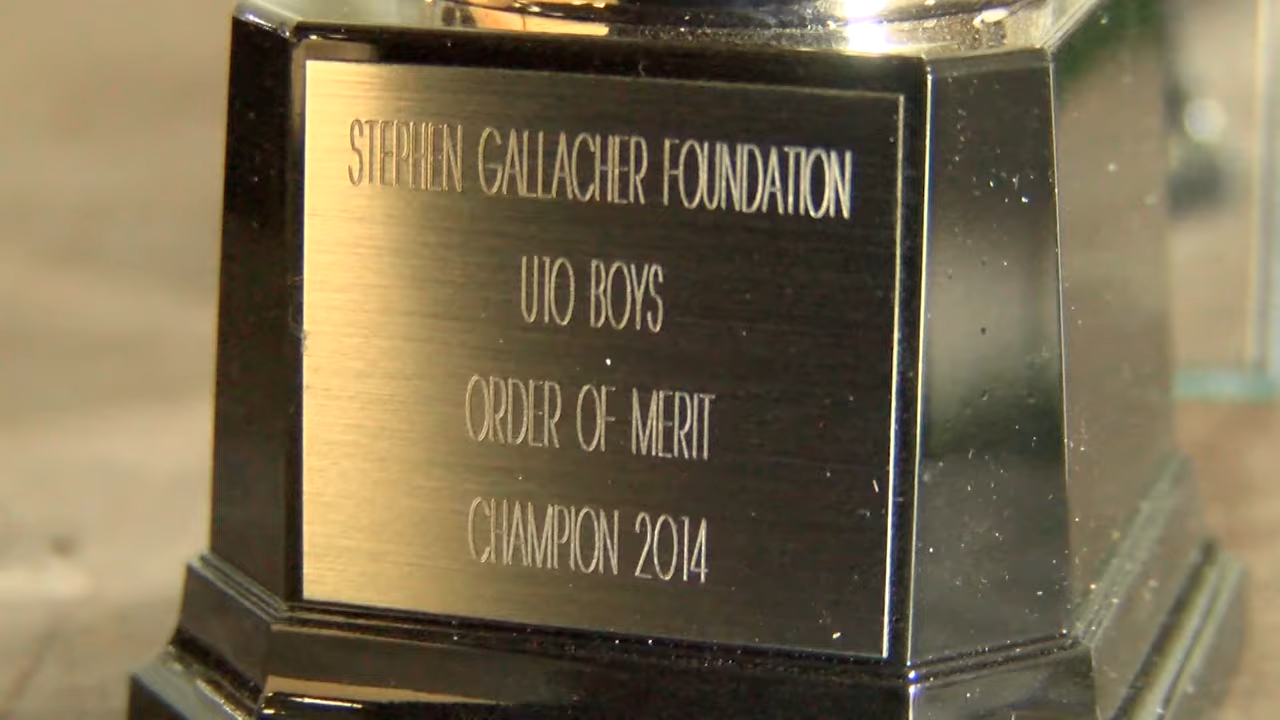 STEPHEN GALLACHER FOUNDATION
U10 BOYS
ORDER OF MERIT
CHAMPION 2014